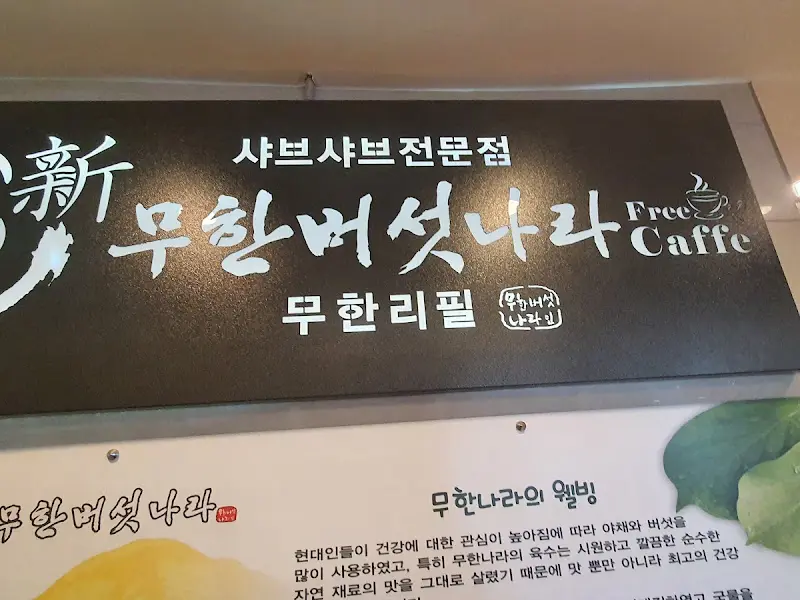 샤브샤브전문점
新 무한버섯나라 Free Caffe
무한리필 무한버섯 나라인
무한버섯나라
무한나라의 웰빙
현대인들이 건강에 대한 관심이 높아짐에 따라 야채와 버섯을
많이 사용하였고, 특히 무한나라의 육수는 시원하고 깔끔한 순수한
자연 재료의 맛을 그대로 살렸기 때문에 맛 뿐만 아니라 최고의 건강
국물을